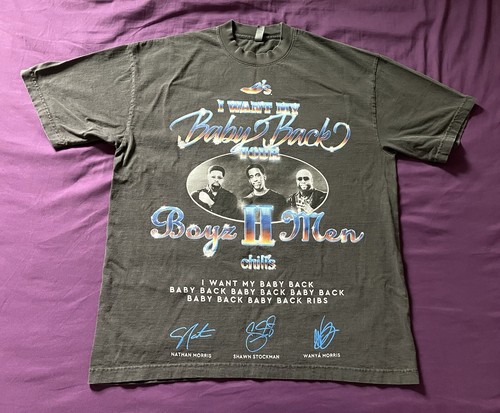 I WANT MY
Baby Back
TOUR
Boyz II Men
chili's
I WANT MY BABY BACK
BABY BACK BABY BACK BABY BACK
BABY BACK BABY BACK RIBS
NATHAN MORRIS
SHAWN STOCKMAN
WANYÁ MORRIS